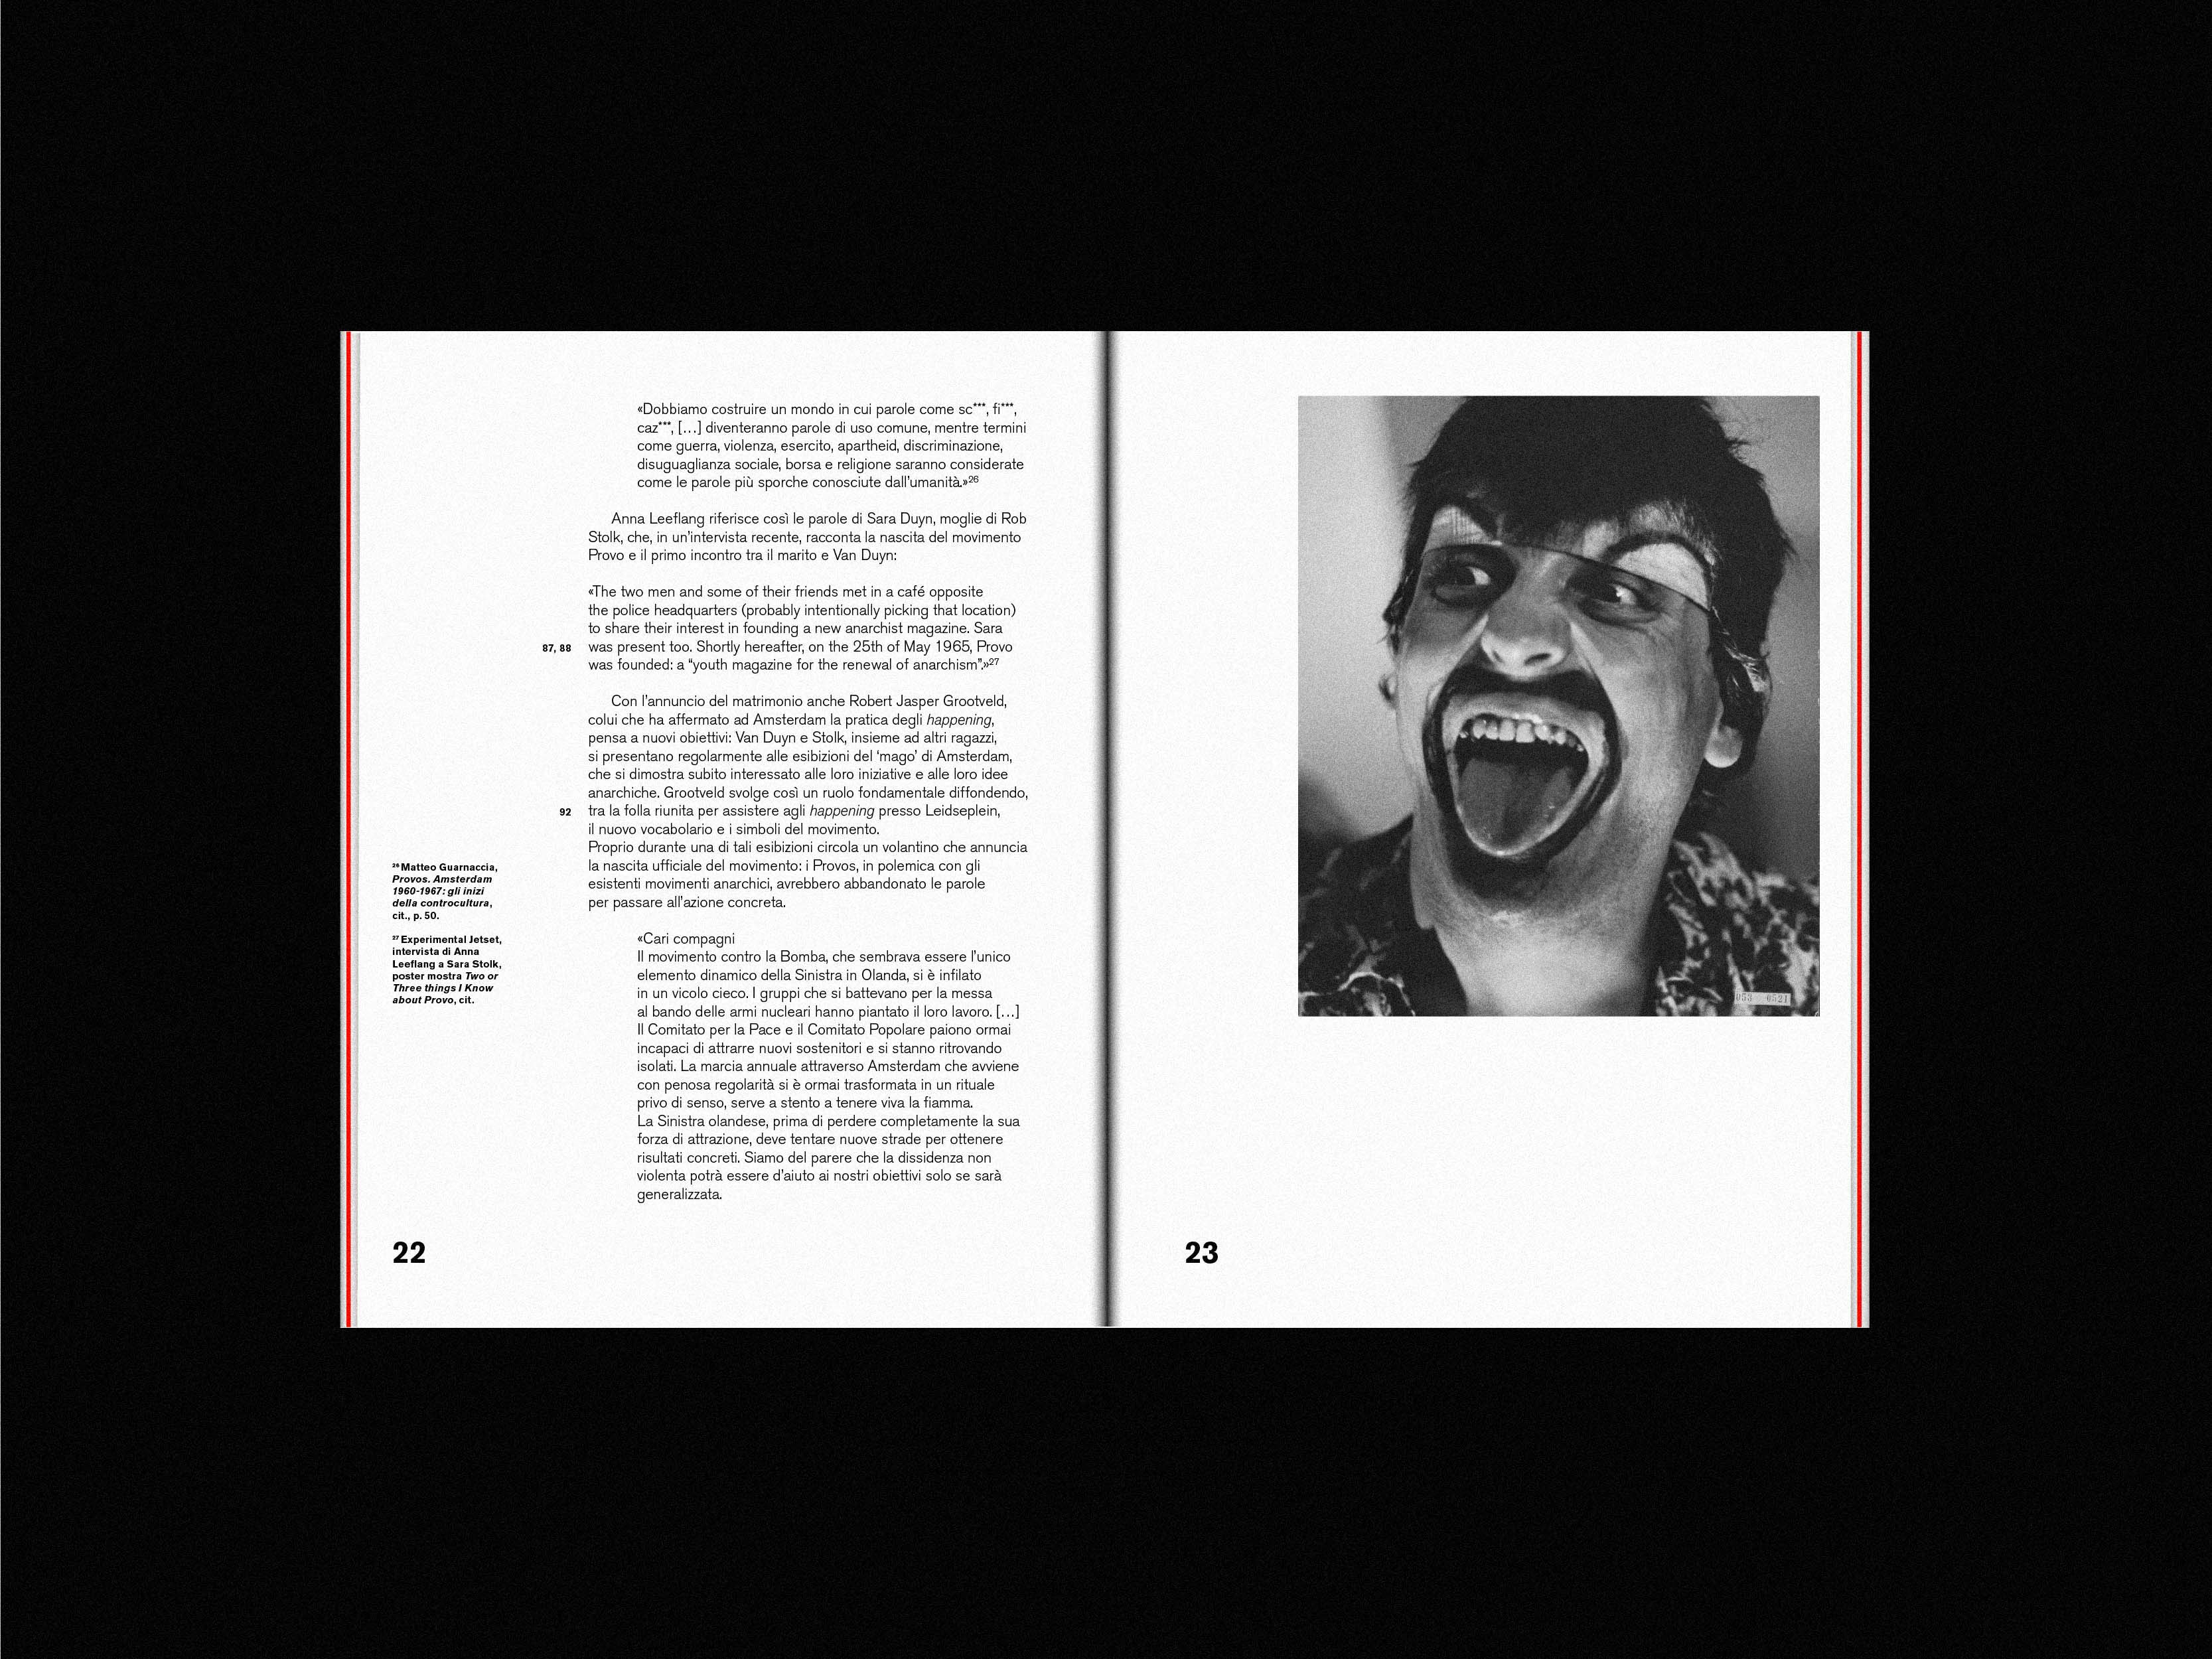 «Dobbiamo costruire un mondo in cui parole come sc***, fi***,
caz***, [...] diventeranno parole di uso comune, mentre termini
come guerra, violenza, esercito, apartheid, discriminazione,
disuguaglianza sociale, borsa e religione saranno considerate
come le parole più sporche conosciute dall'umanità.»²⁶
Anna Leeflang riferisce così le parole di Sara Duyn, moglie di Rob
Stolk, che, in un'intervista recente, racconta la nascita del movimento
Provo e il primo incontro tra il marito e Van Duyn:
«The two men and some of their friends met in a café opposite
the police headquarters (probably intentionally picking that location)
to share their interest in founding a new anarchist magazine. Sara
87, 88 was present too. Shortly hereafter, on the 25th of May 1965, Provo
was founded: a “youth magazine for the renewal of anarchism”.»²⁷
Con l'annuncio del matrimonio anche Robert Jasper Grootveld,
colui che ha affermato ad Amsterdam la pratica degli happening,
pensa a nuovi obiettivi: Van Duyn e Stolk, insieme ad altri ragazzi,
si presentano regolarmente alle esibizioni del ‘mago’ di Amsterdam,
che si dimostra subito interessato alle loro iniziative e alle loro idee
anarchiche. Grootveld svolge così un ruolo fondamentale diffondendo,
92 tra la folla riunita per assistere agli happening presso Leidseplein,
il nuovo vocabolario e i simboli del movimento.
Proprio durante una di tali esibizioni circola un volantino che annuncia
la nascita ufficiale del movimento: i Provos, in polemica con gli
esistenti movimenti anarchici, avrebbero abbandonato le parole
per passare all'azione concreta.
«Cari compagni
Il movimento contro la Bomba, che sembrava essere l'unico
elemento dinamico della Sinistra in Olanda, si è infilato
in un vicolo cieco. I gruppi che si battevano per la messa
al bando delle armi nucleari hanno piantato il loro lavoro. [...]
Il Comitato per la Pace e il Comitato Popolare paiono ormai
incapaci di attrarre nuovi sostenitori e si stanno ritrovando
isolati. La marcia annuale attraverso Amsterdam che avviene
con penosa regolarità si è ormai trasformata in un rituale
privo di senso, serve a stento a tenere viva la fiamma.
La Sinistra olandese, prima di perdere completamente la sua
forza di attrazione, deve tentare nuove strade per ottenere
risultati concreti. Siamo del parere che la dissidenza non
violenta potrà essere d'aiuto ai nostri obiettivi solo se sarà
generalizzata.
²⁶ Matteo Guarnaccia,
Provos. Amsterdam
1960-1967: gli inizi
della controcultura,
cit., p. 50.
²⁷ Experimental Jetset,
intervista di Anna
Leeflang a Sara Stolk,
poster mostra Two or
Three things I Know
about Provo, cit.
22
053 0521
23